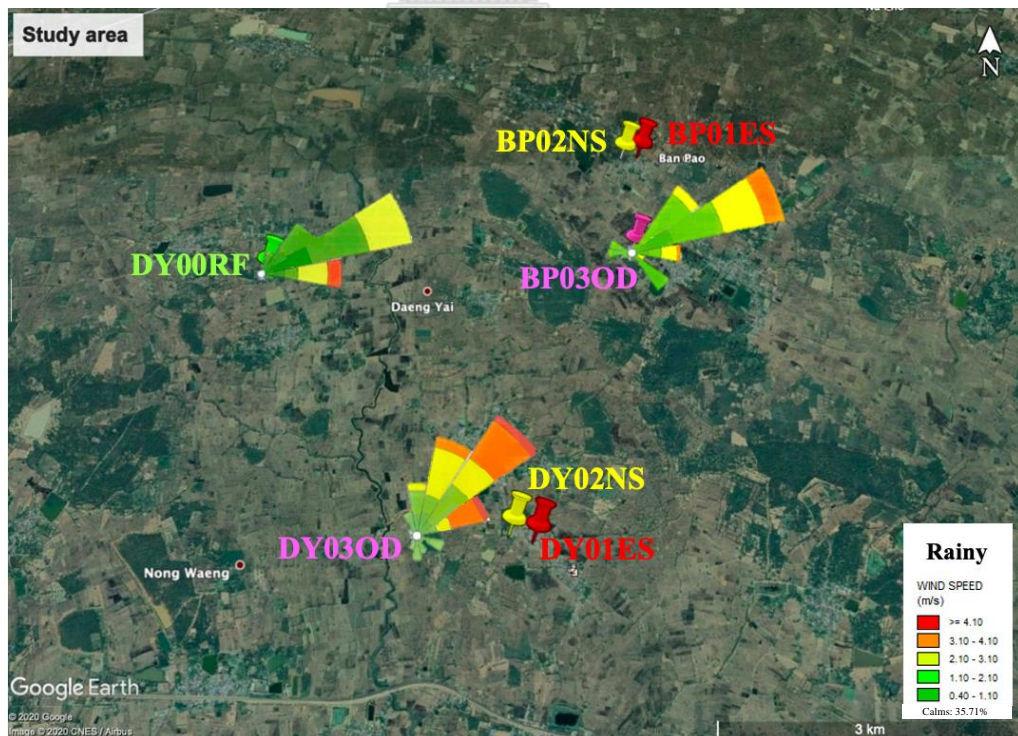 Study area
N
BP02NS
BP01ES
Ban Pao
DY00RF
BP03OD
Daeng Yai
DY02NS
DY03OD
DY01ES
Nong Waeng
Rainy
WIND SPEED
(m/s)
>= 4.10
3.10 - 4.10
2.10 - 3.10
1.10 - 2.10
0.40 - 1.10
Calms: 35.71%
Google Earth
© 2020 Google
Image © 2020 CNES / Airbus
3 km